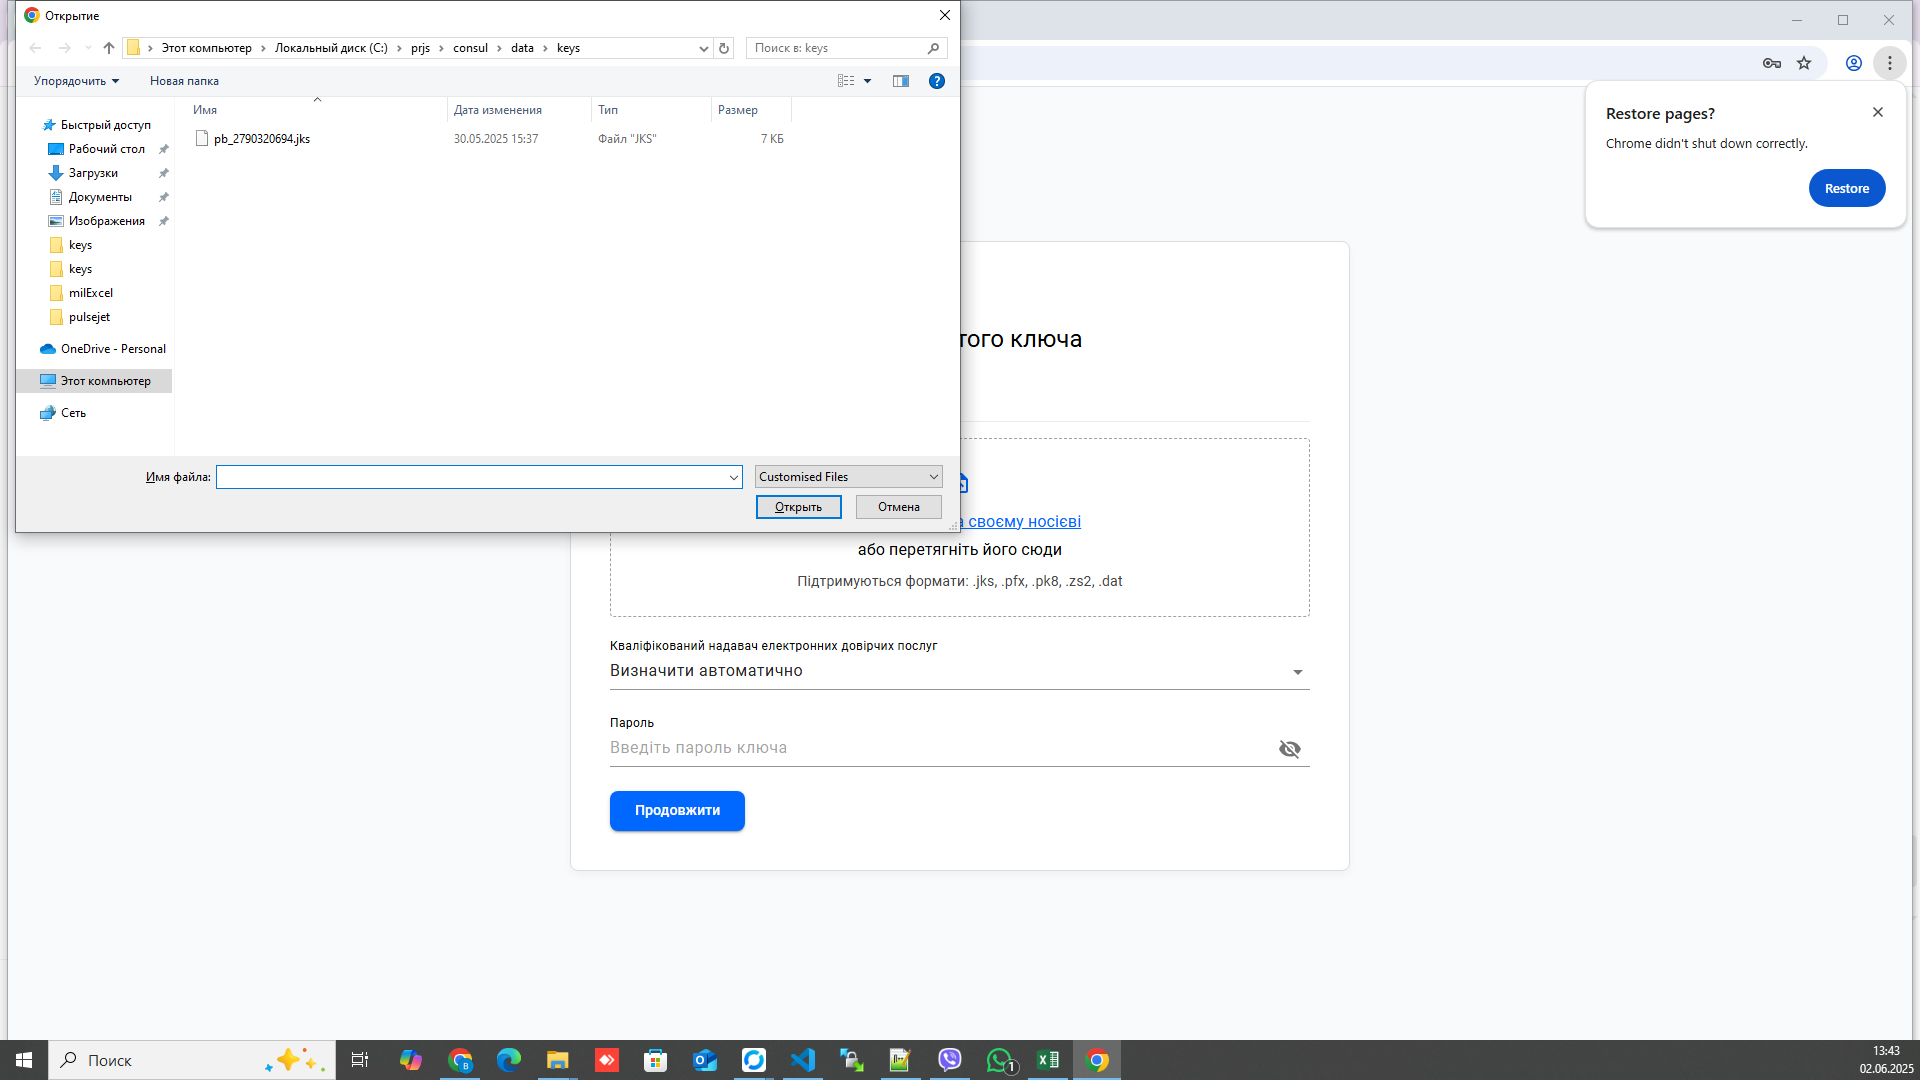 Открытие
Этот компьютер
Локальный диск (C:)
prjs
consul
data
keys
Поиск в: keys
Упорядочить
Новая папка
Имя
Дата изменения
Тип
Размер
pb_2790320694.jks
30.05.2025 15:37
Файл "JKS"
7 КБ
Быстрый доступ
Рабочий стол
Загрузки
Документы
Изображения
keys
keys
milExcel
pulsejet
OneDrive - Personal
Этот компьютер
Сеть
Имя файла:
Customised Files
Открыть
Отмена
Restore pages?
Chrome didn't shut down correctly.
Restore
того ключа
а своєму носієві
або перетягніть його сюди
Підтримуються формати: .jks, .pfx, .pk8, .zs2, .dat
Кваліфікований надавач електронних довірчих послуг
Визначити автоматично
Пароль
Введіть пароль ключа
Продовжити
Поиск
B
1
13:43
02.06.2025